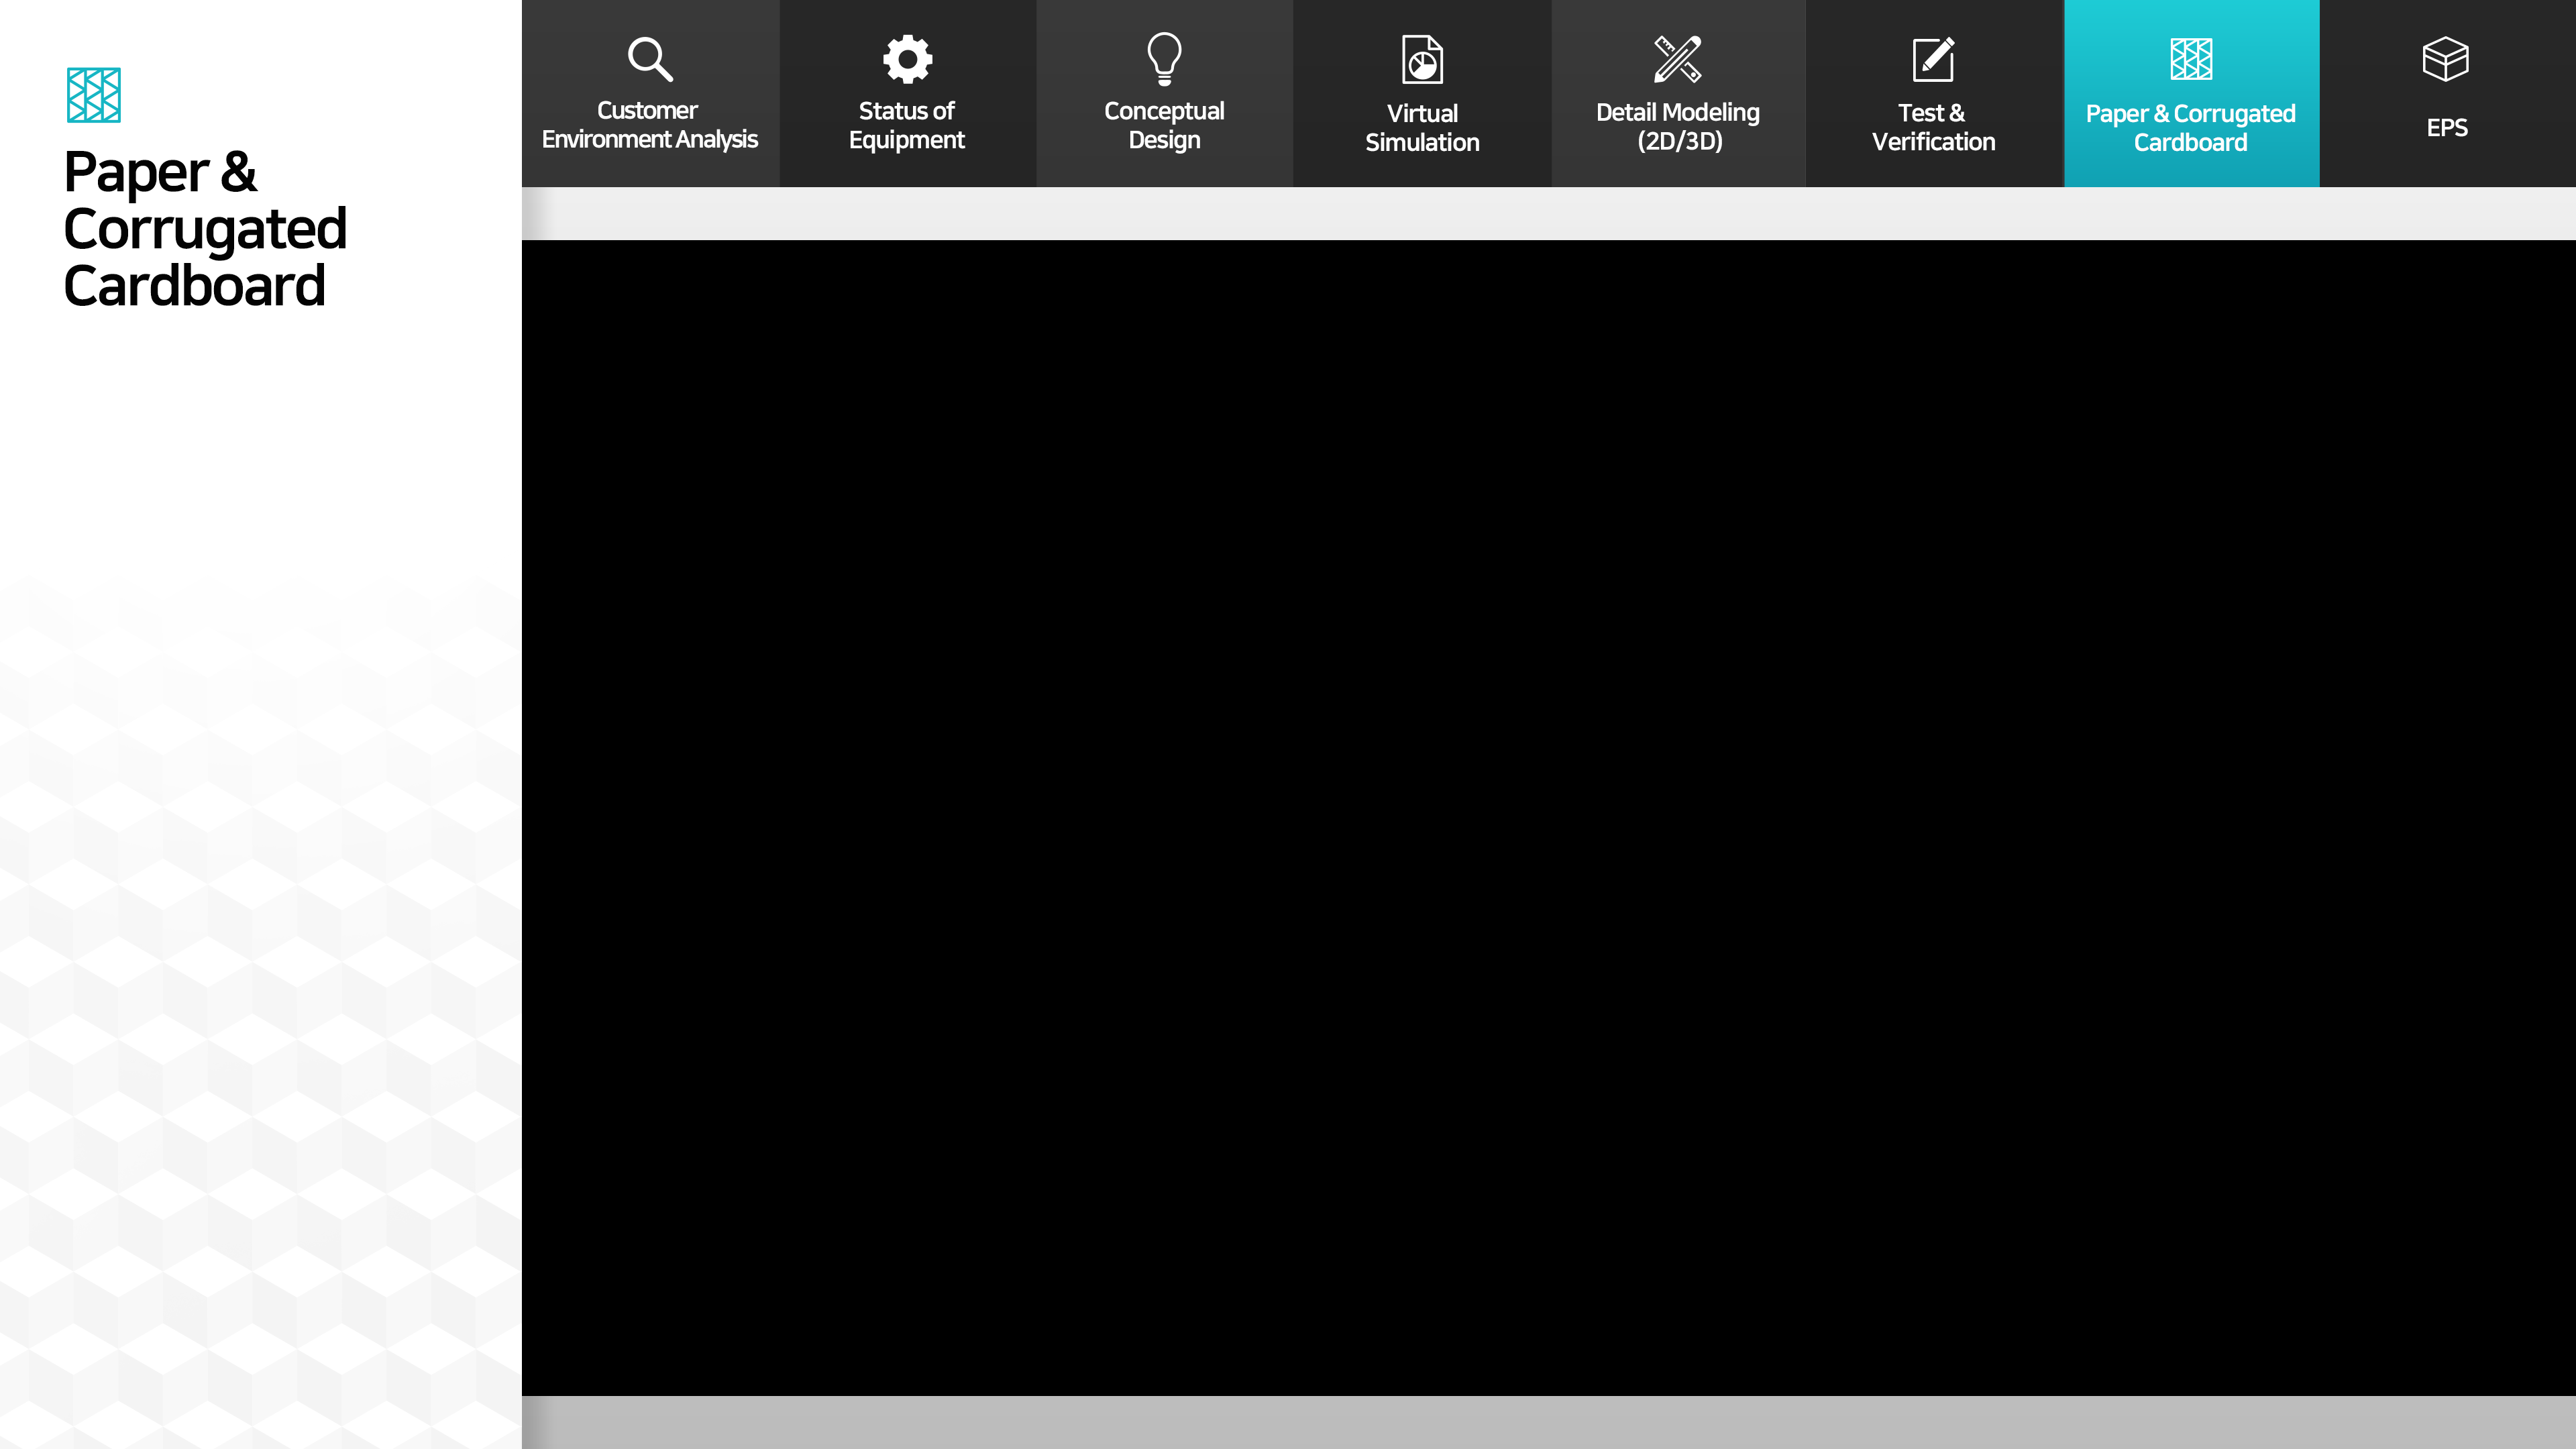 Paper &
Corrugated
Cardboard
Customer
Environment Analysis
Status of
Equipment
Conceptual
Design
Virtual
Simulation
Detail Modeling
(2D/3D)
Test &
Verification
Paper & Corrugated
Cardboard
EPS